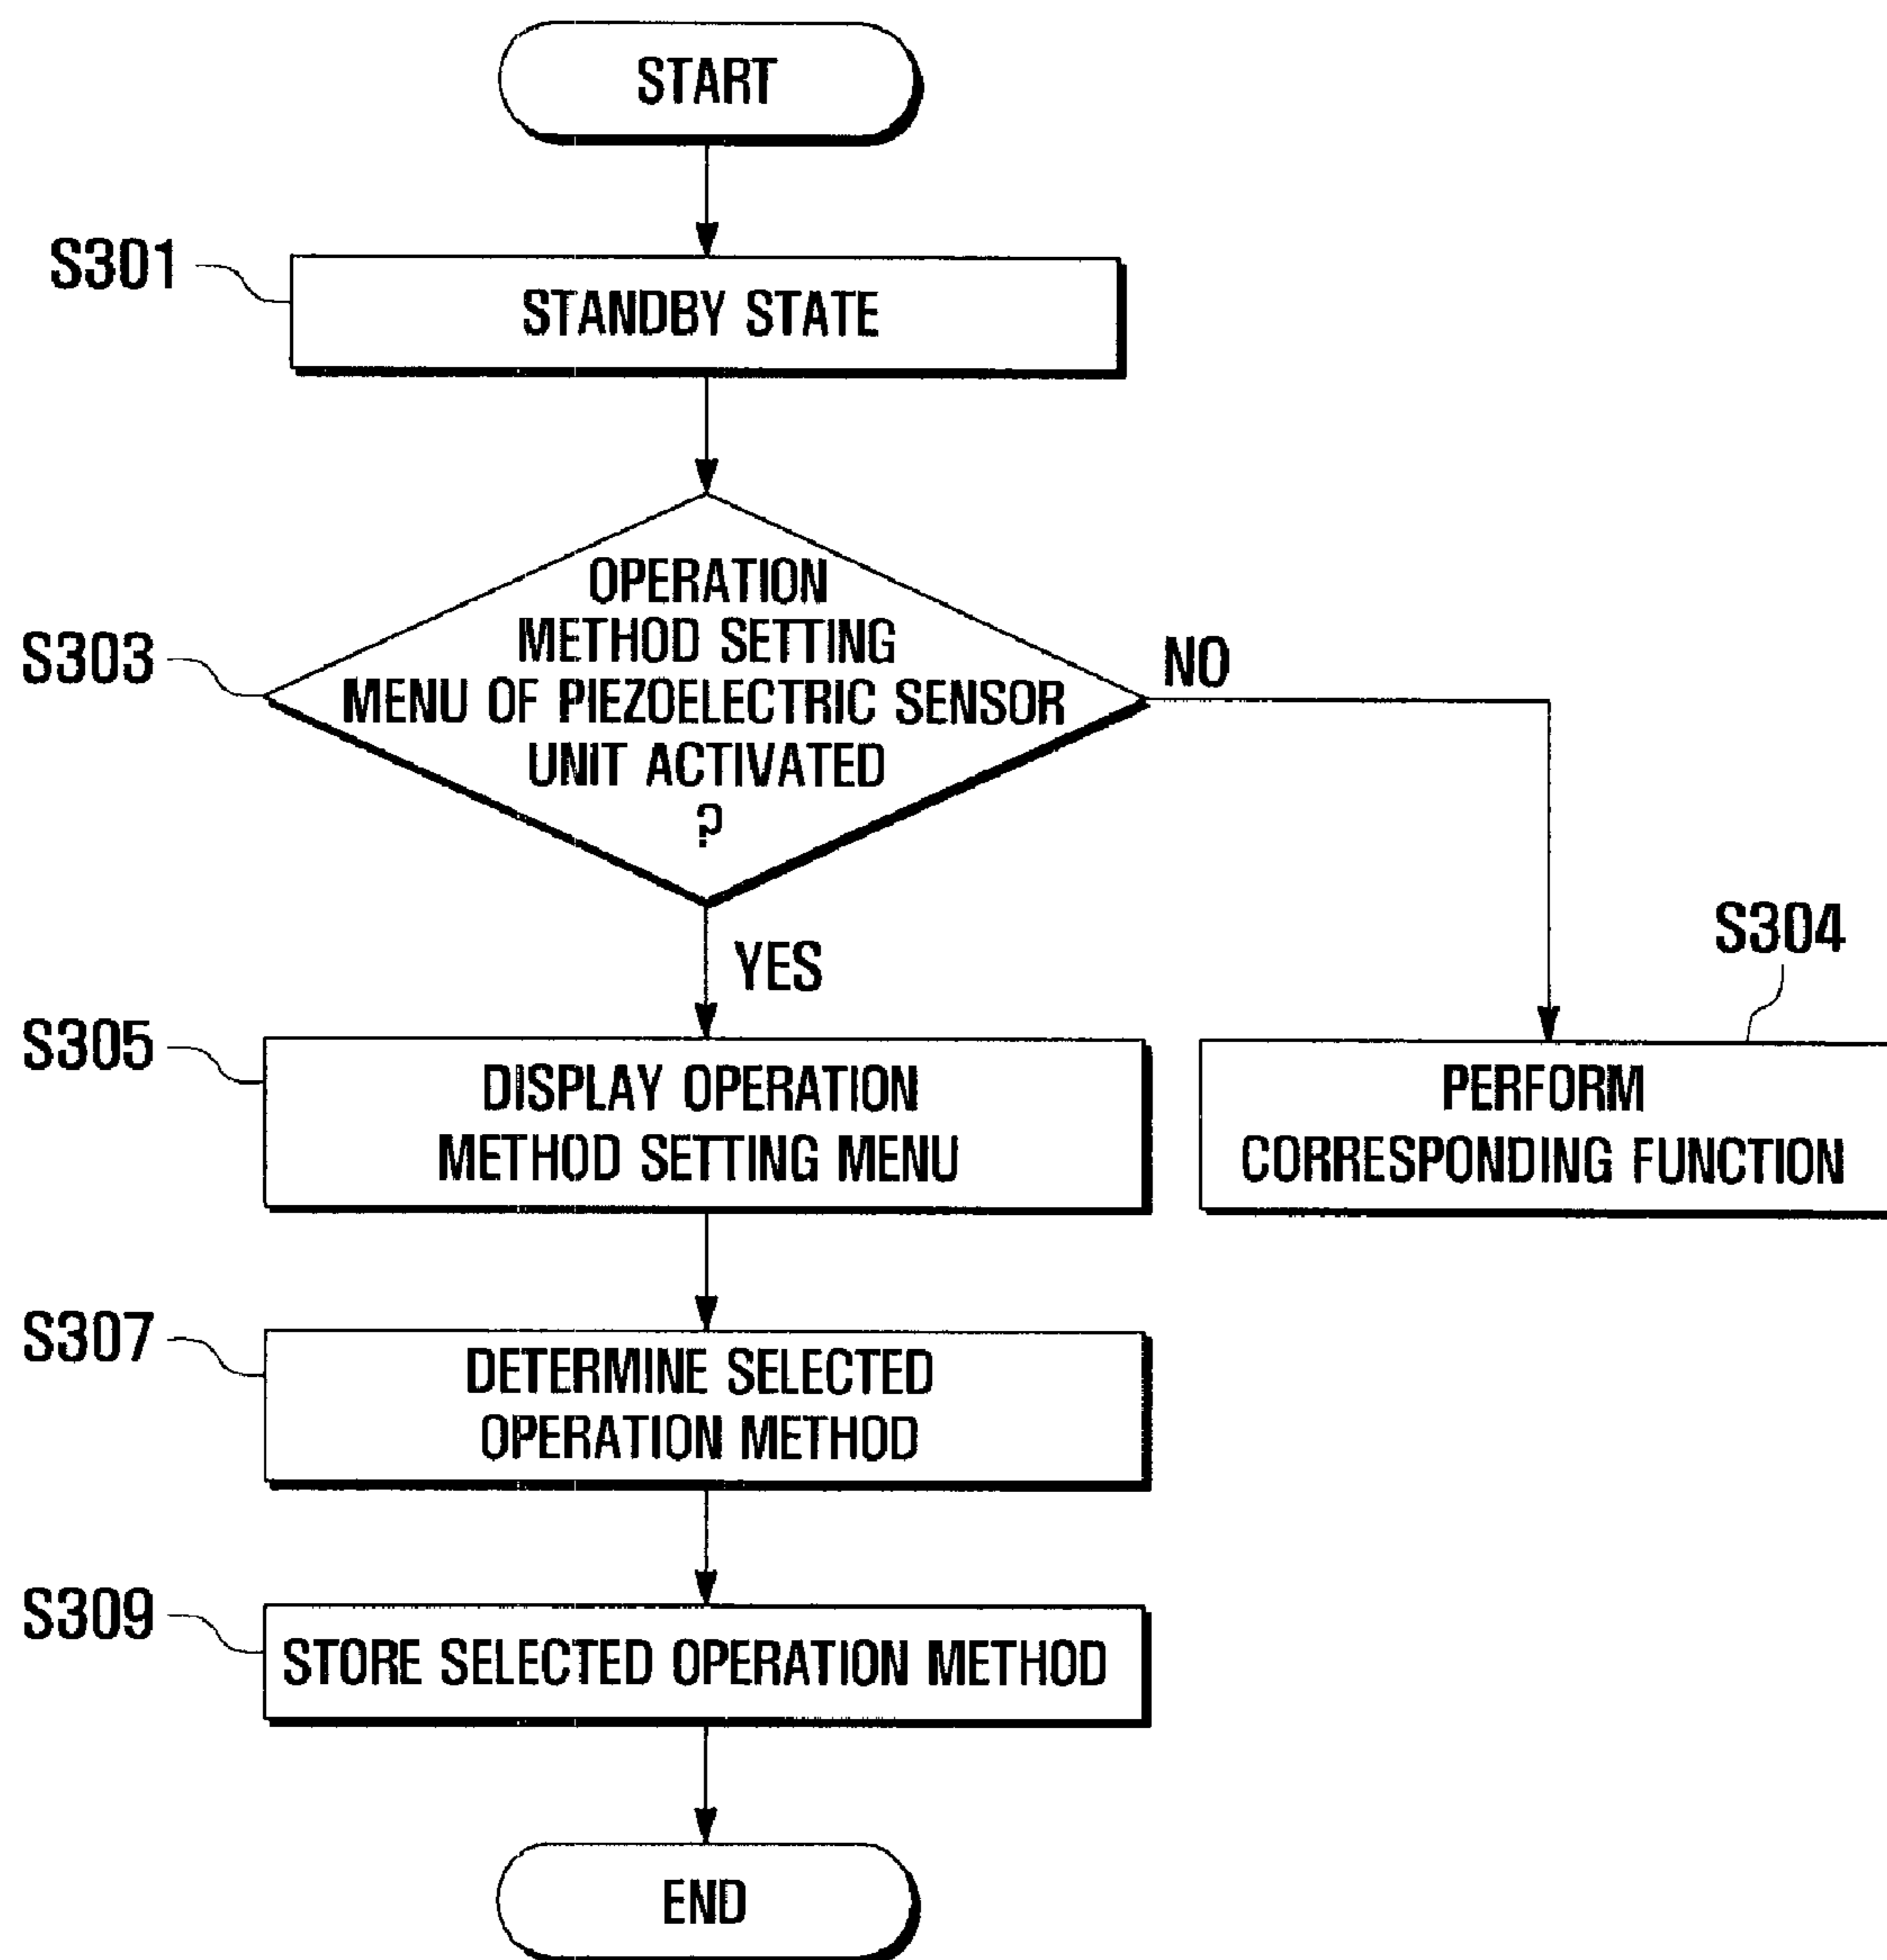 START
S301
STANDBY STATE
OPERATION
METHOD SETTING
S303
MENU OF PIEZOELECTRIC SENSOR
UNIT ACTIVATED
?
NO
YES
S304
S305
DISPLAY OPERATION
METHOD SETTING MENU
PERFORM
CORRESPONDING FUNCTION
S307
DETERMINE SELECTED
OPERATION METHOD
S309
STORE SELECTED OPERATION METHOD
END